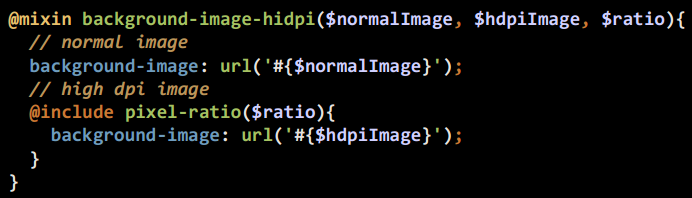 @mixin background-image-hidpi($normalImage, $hdpiImage, $ratio){
  // normal image
  background-image: url('#{$normalImage}');
  // high dpi image
  @include pixel-ratio($ratio){
    background-image: url('#{$hdpiImage}');
  }
}